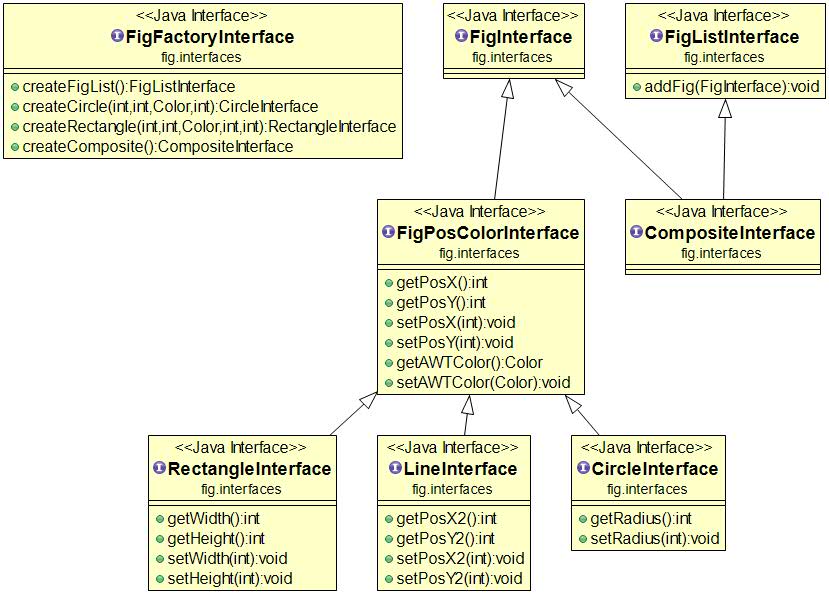 <<Java Interface>>
FigFactoryInterface
fig.interfaces
createFigList():FigListInterface
createCircle(int,int,Color,int):CircleInterface
createRectangle(int,int,Color,int,int):RectangleInterface
createComposite():CompositeInterface
<<Java Interface>>
FigInterface
fig.interfaces
<<Java Interface>>
FigListInterface
fig.interfaces
addFig(FigInterface):void
<<Java Interface>>
FigPosColorInterface
fig.interfaces
getPosX():int
getPosY():int
setPosX(int):void
setPosY(int):void
getAWTColor():Color
setAWTColor(Color):void
<<Java Interface>>
CompositeInterface
fig.interfaces
<<Java Interface>>
RectangleInterface
fig.interfaces
getWidth():int
getHeight():int
setWidth(int):void
setHeight(int):void
<<Java Interface>>
LineInterface
fig.interfaces
getPosX2():int
getPosY2():int
setPosX2(int):void
setPosY2(int):void
<<Java Interface>>
CircleInterface
fig.interfaces
getRadius():int
setRadius(int):void